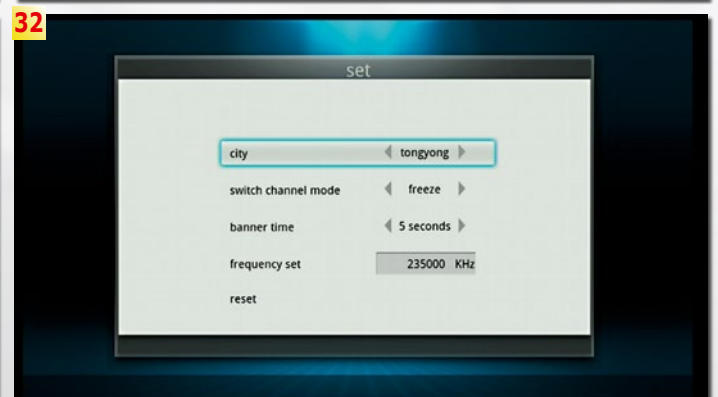 32
set
city tongyong
switch channel mode freeze
banner time 5 seconds
frequency set 235000 KHz
reset